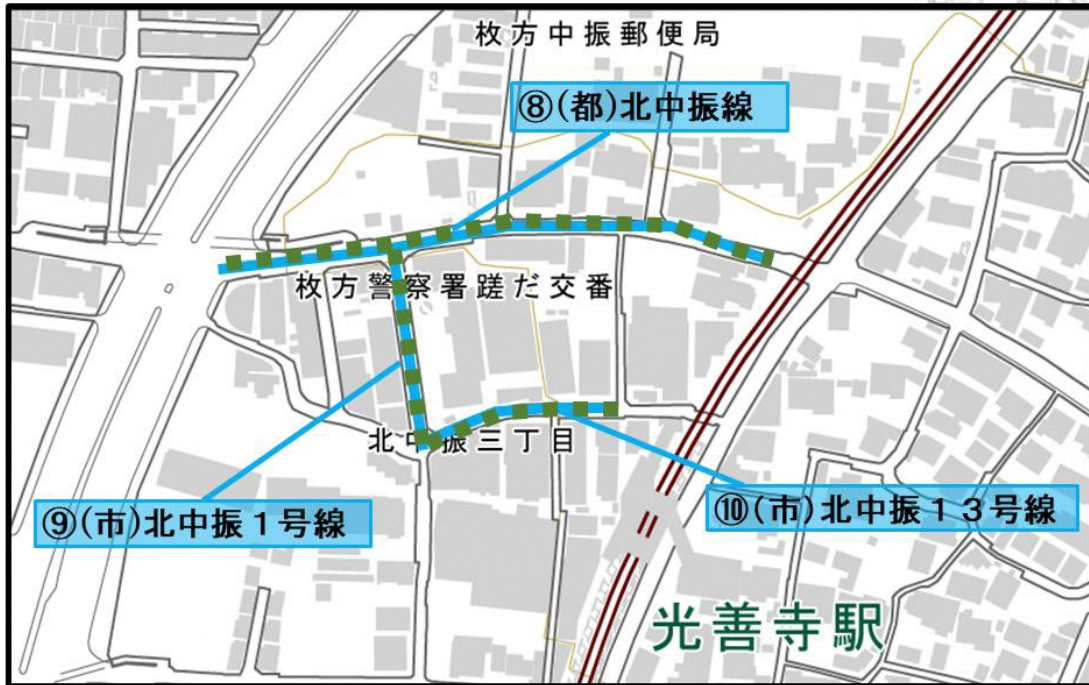 枚方中振郵便局
⑧(都)北中振線
枚方警察署蹉だ交番
北中振三丁目
⑨(市)北中振１号線
⑩(市)北中振１３号線
光善寺駅